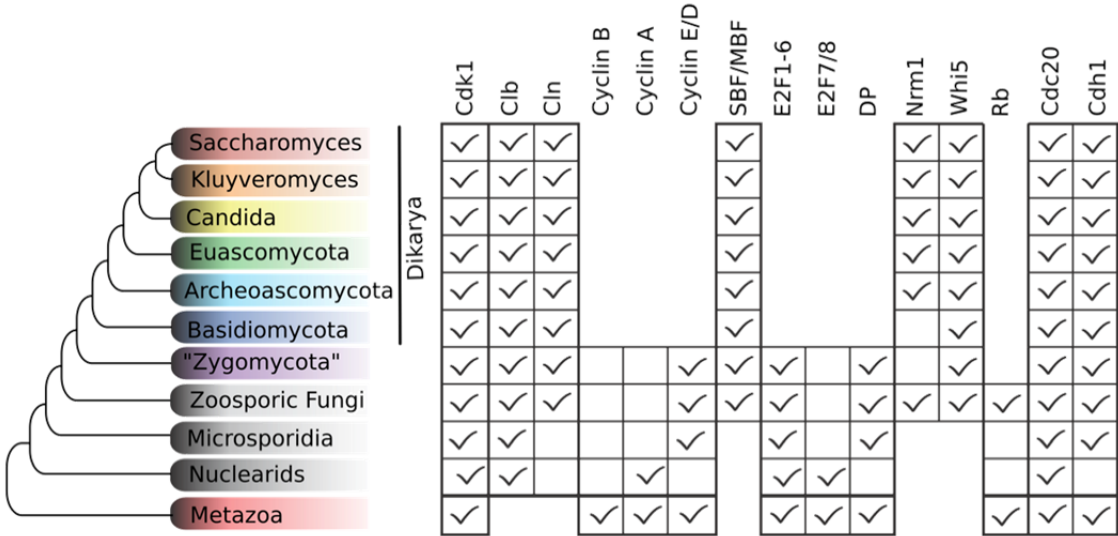 Cdk1
Clb
Cln
Cyclin B
Cyclin A
Cyclin E/D
SBF/MBF
E2F1-6
E2F7/8
DP
Nrm1
Whi5
Rb
Cdc20
Cdh1
Saccharomyces
Kluyveromyces
Candida
Euascomycota
Archeoascomycota
Basidiomycota
Dikarya
"Zygomycota"
Zoosporic Fungi
Microsporidia
Nuclearids
Metazoa